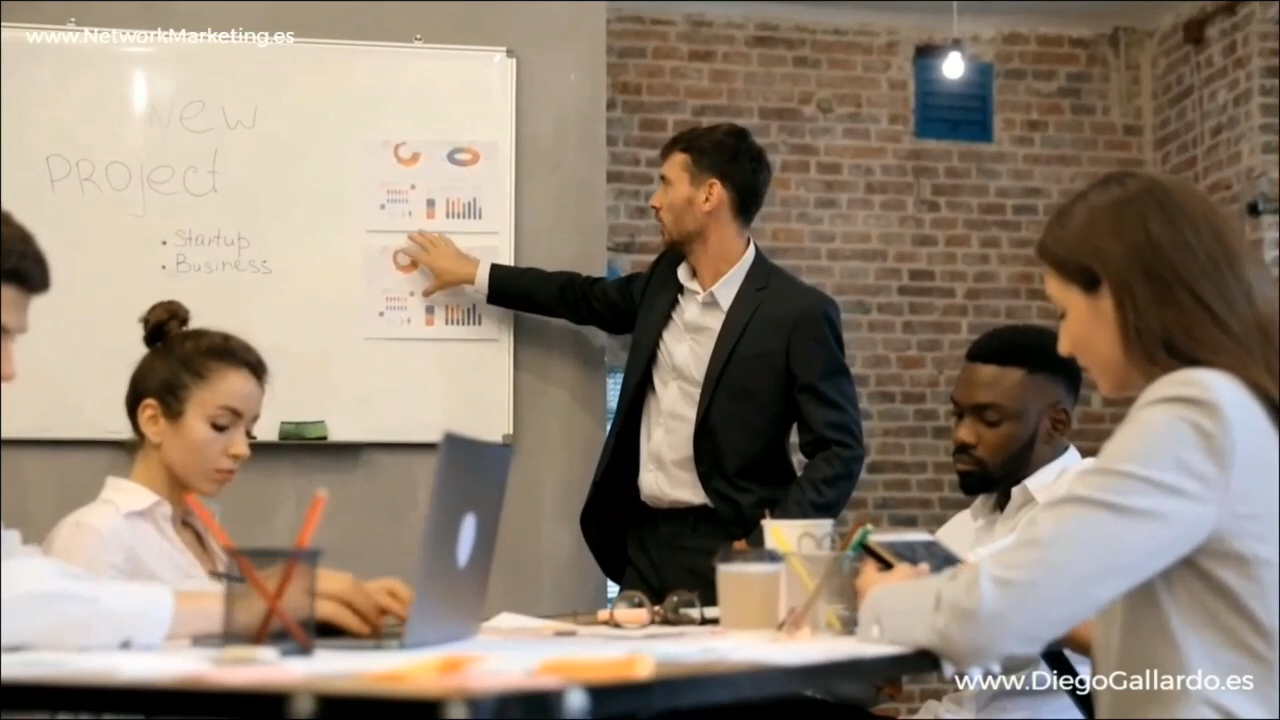 www.NetworkMarketing.es
New
PROJECT
• Startup
• Business
www.DiegoGallardo.es